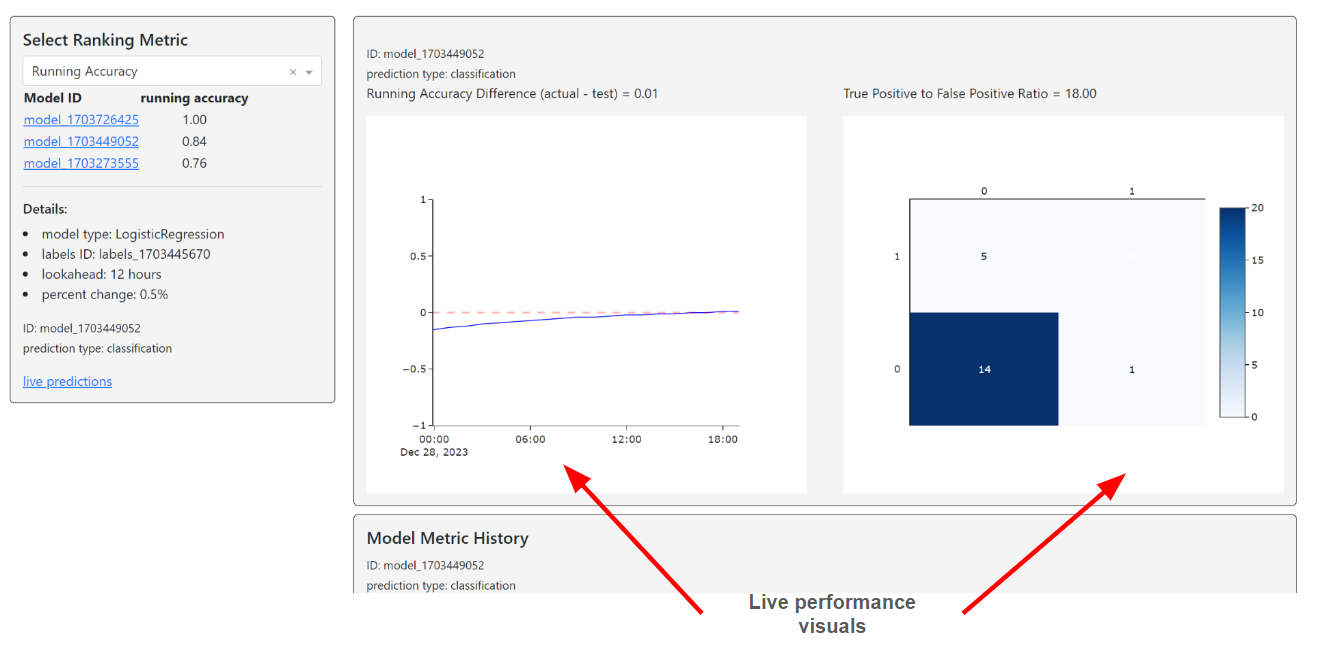 Select Ranking Metric
Running Accuracy
Model ID running accuracy
model_1703726425 1.00
model_1703449052 0.84
model_1703273555 0.76
Details:
model type: LogisticRegression
labels ID: labels_1703445670
lookahead: 12 hours
percent change: 0.5%
ID: model_1703449052
prediction type: classification
live predictions
ID: model_1703449052
prediction type: classification
Running Accuracy Difference (actual - test) = 0.01
1
0.5
0
−0.5
−1
00:00 06:00 12:00 18:00
Dec 28, 2023
True Positive to False Positive Ratio = 18.00
0 1
1 5
0 14 1
20
15
10
5
0
Model Metric History
ID: model_1703449052
prediction type: classification
Live performance
visuals